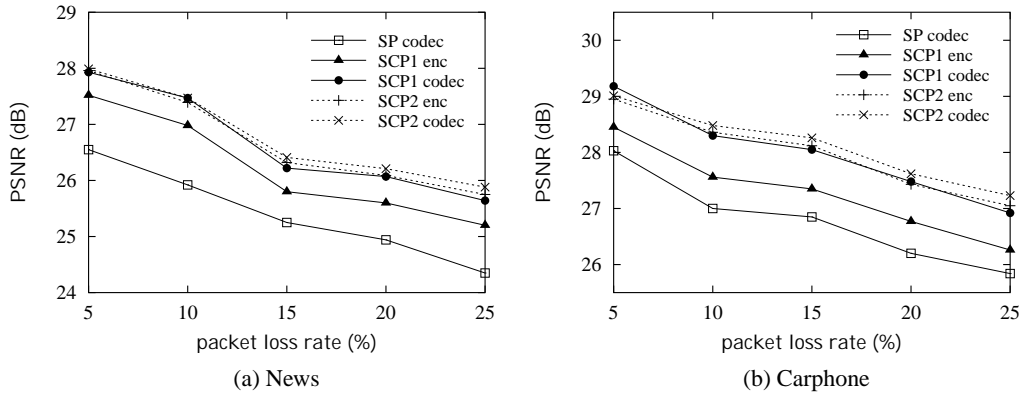 29
28
27
26
25
24
PSNR (dB)
SP codec
SCP1 enc
SCP1 codec
SCP2 enc
SCP2 codec
5
10
15
20
25
packet loss rate (%)
(a) News
30
29
28
27
26
PSNR (dB)
SP codec
SCP1 enc
SCP1 codec
SCP2 enc
SCP2 codec
5
10
15
20
25
packet loss rate (%)
(b) Carphone